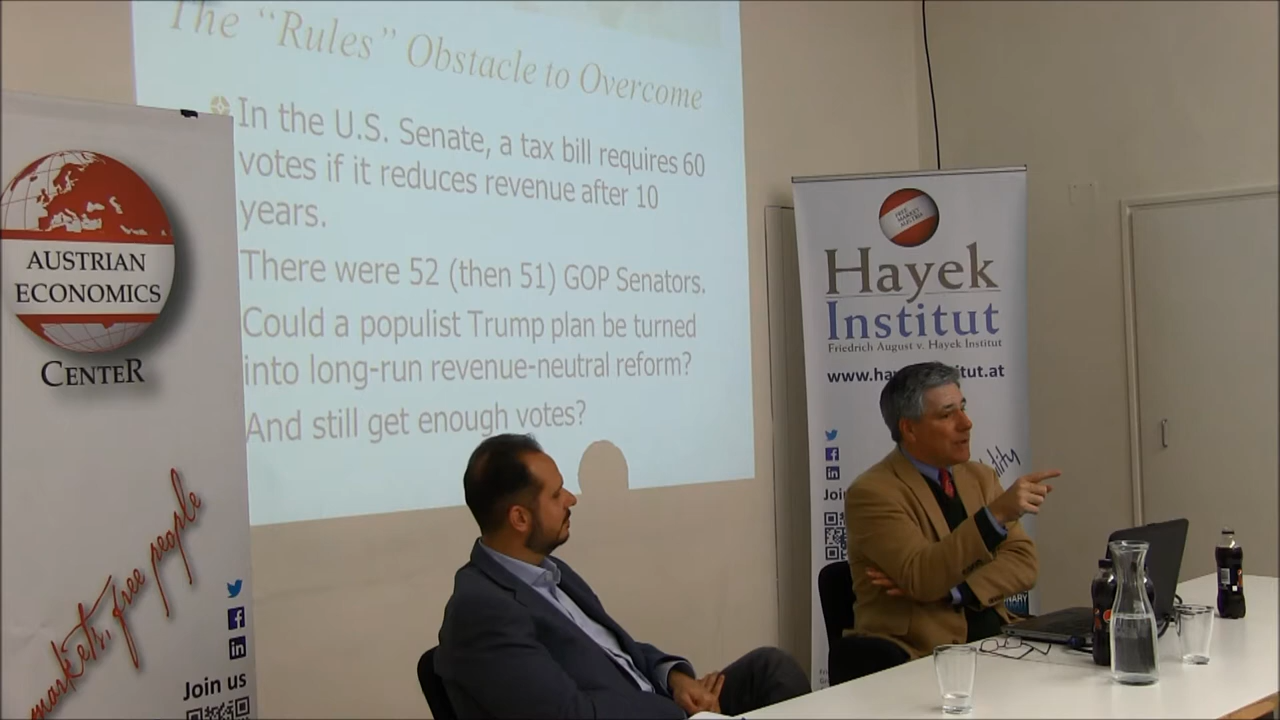 The “Rules” Obstacle to Overcome
In the U.S. Senate, a tax bill requires 60
votes if it reduces revenue after 10
years.
There were 52 (then 51) GOP Senators.
Could a populist Trump plan be turned
into long-run revenue-neutral reform?
And still get enough votes?
AUSTRIAN
ECONOMICS
CENTER
markets, free people
Join us
Hayek
Institut
Friedrich August v. Hayek Institut